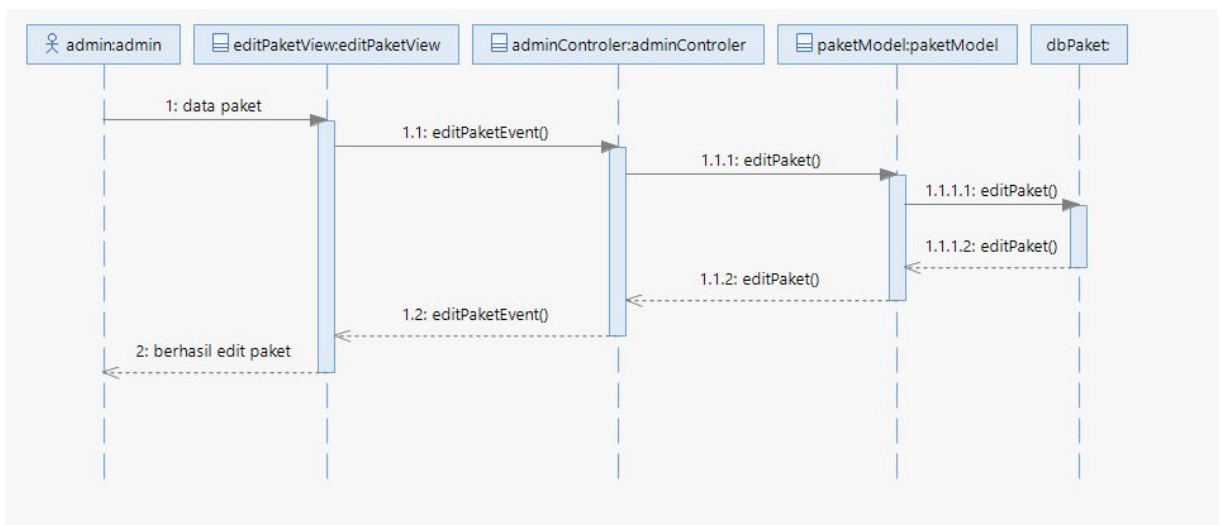 admin:admin
editPaketView:editPaketView
adminControler:adminControler
paketModel:paketModel
dbPaket:
1: data paket
1.1: editPaketEvent()
1.1.1: editPaket()
1.1.1.1: editPaket()
1.1.1.2: editPaket()
1.1.2: editPaket()
1.2: editPaketEvent()
2: berhasil edit paket